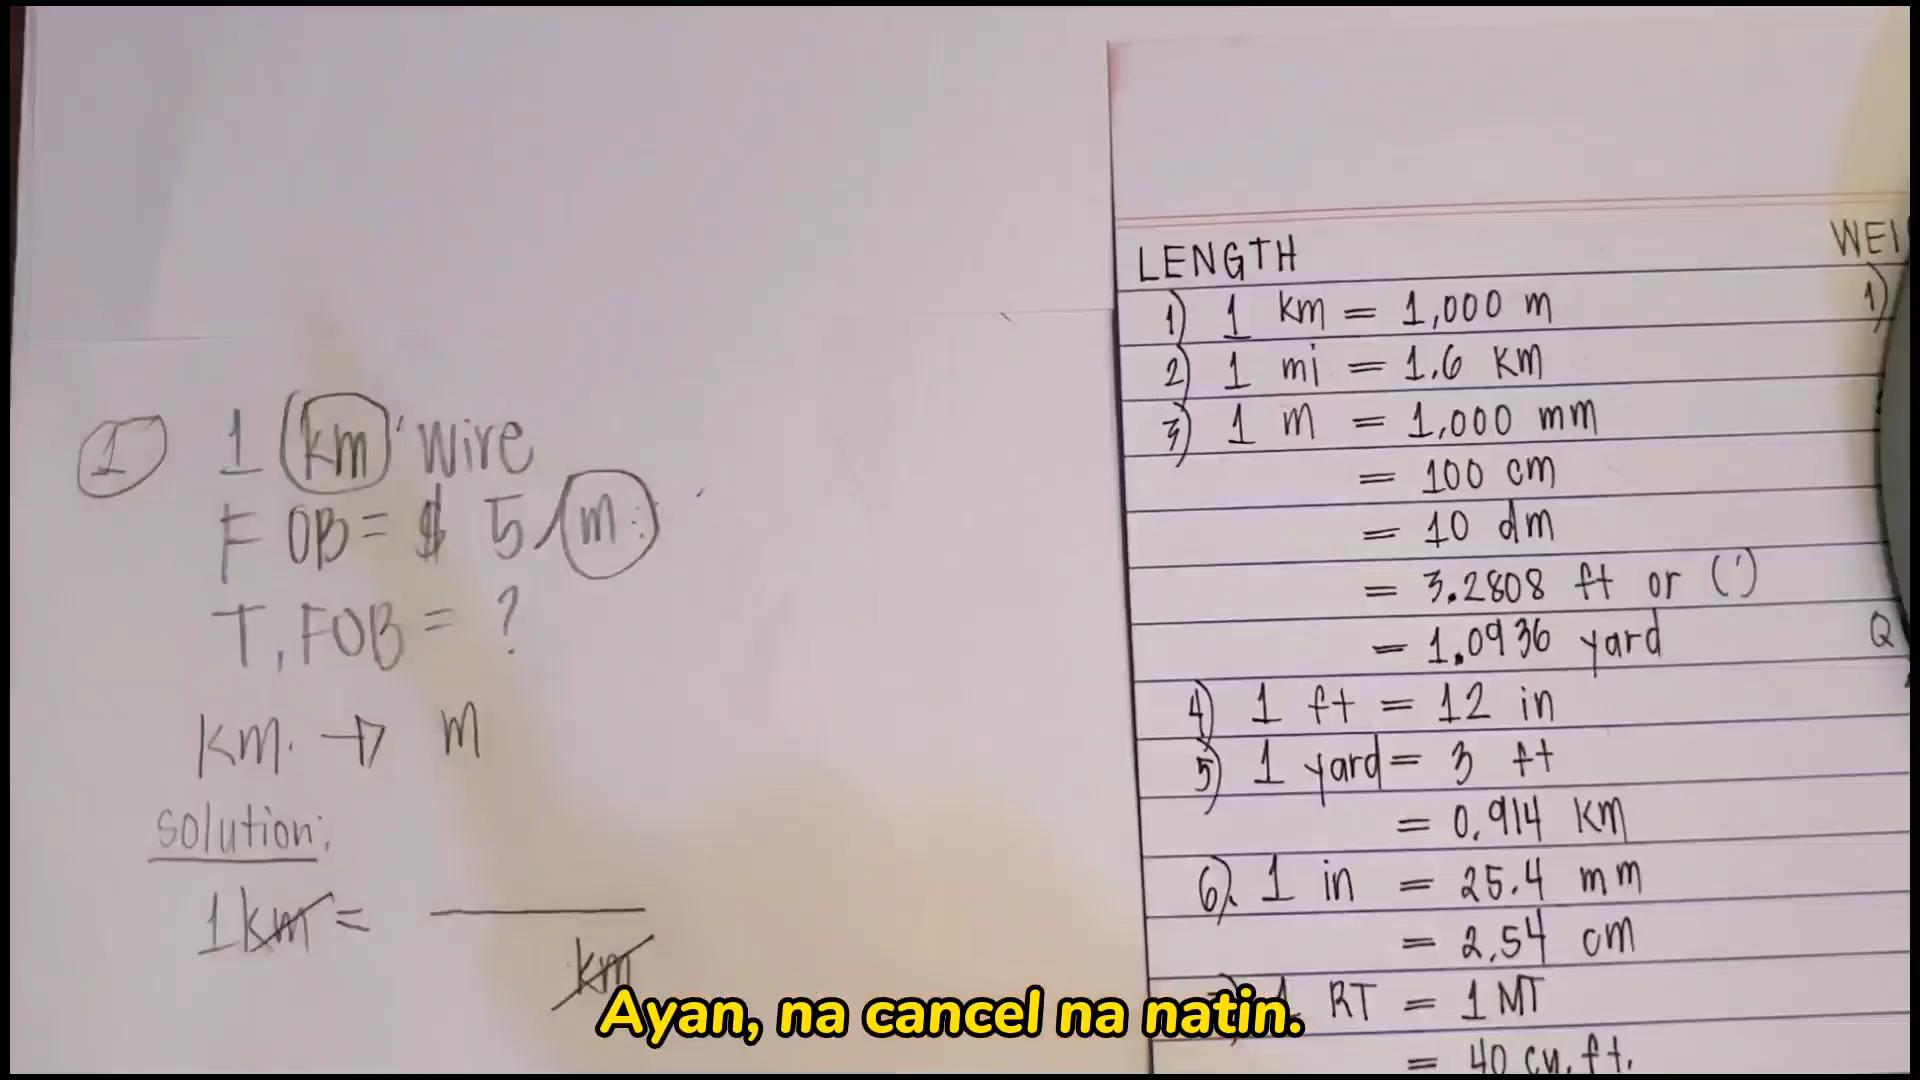 1 1 km wire
FOB = $ 5/m
T, FOB = ?
km. → m
solution:
1km =
km
LENGTH
1) 1 km = 1,000 m
2) 1 mi = 1.6 km
3) 1 m = 1,000 mm
= 100 cm
= 10 dm
= 3.2808 ft or (')
= 1.0936 yard
4) 1 ft = 12 in
5) 1 yard = 3 ft
= 0.914 km
6). 1 in = 25.4 mm
= 2.54 cm
1 RT = 1 MT
= 40 cu. ft.
WEI
1)
Q
Ayan, na cancel na natin.